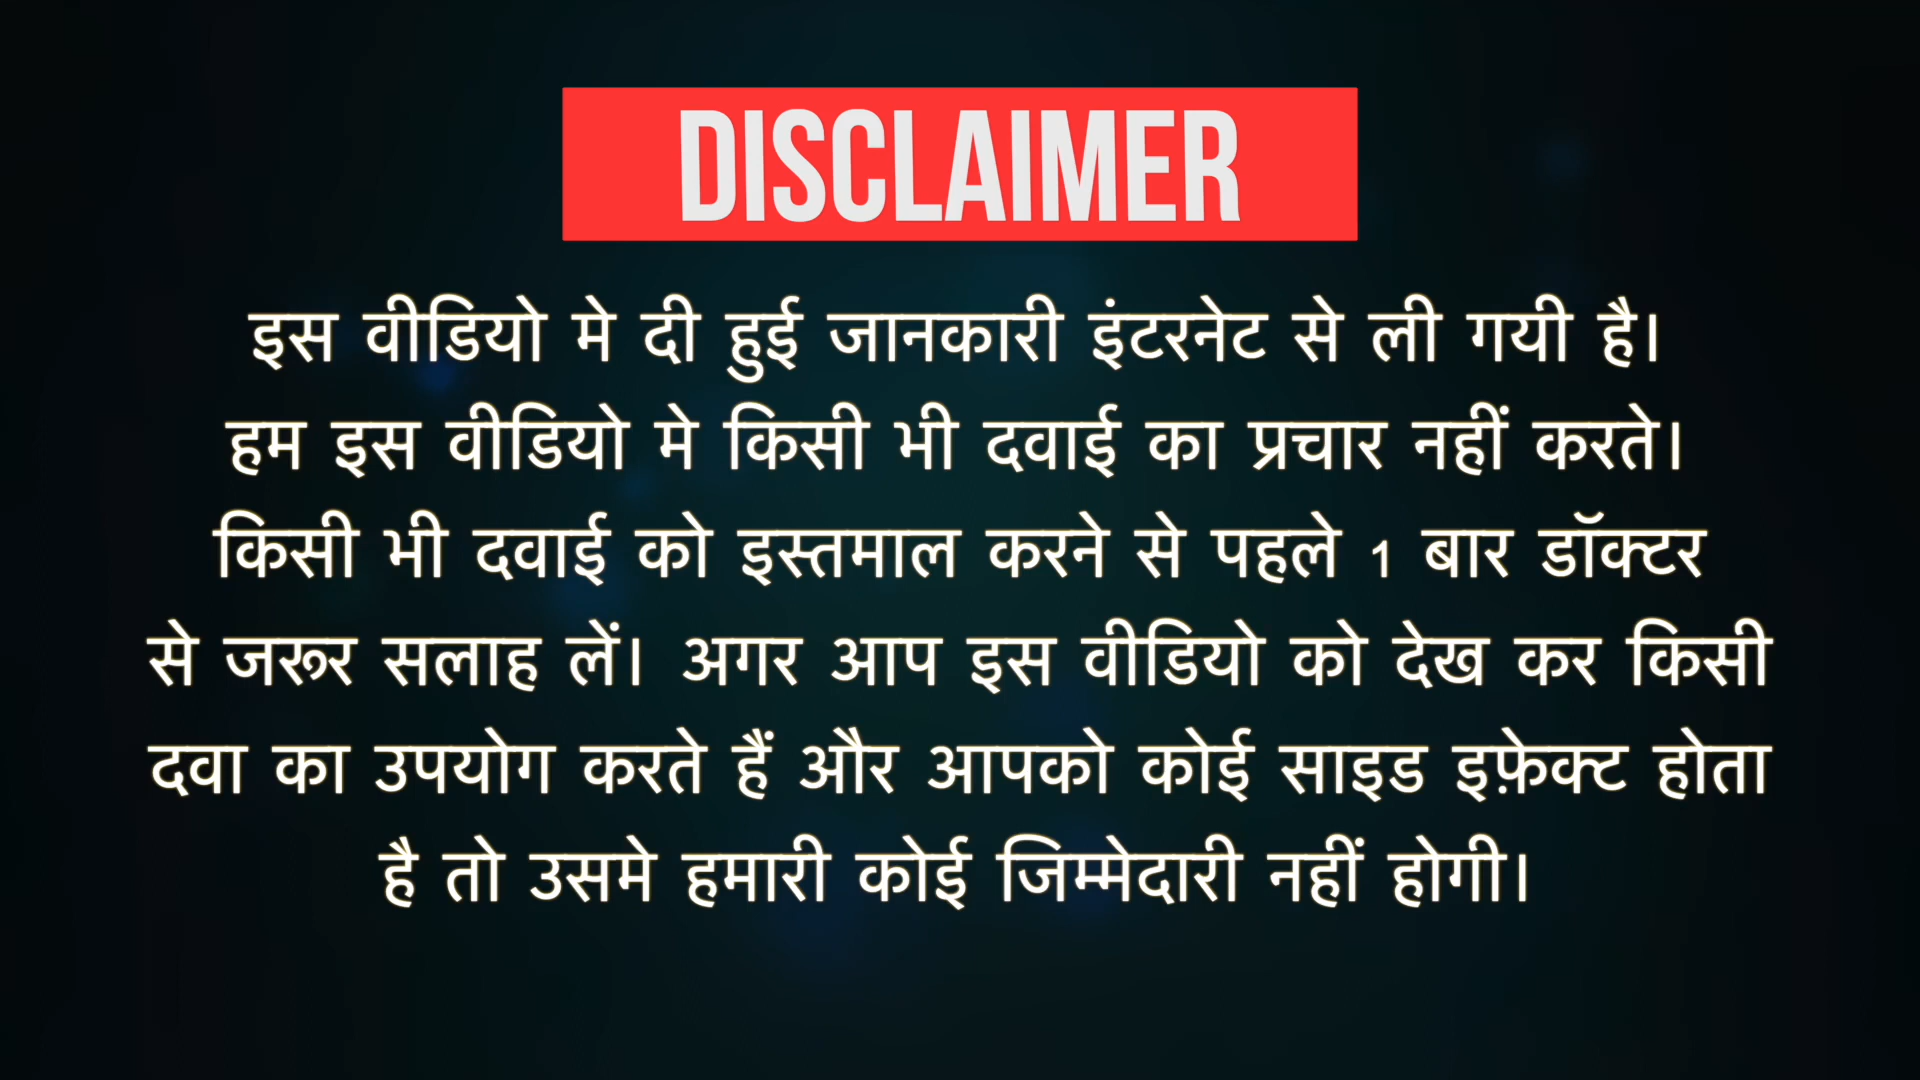 DISCLAIMER
इस वीडियो मे दी हुई जानकारी इंटरनेट से ली गयी है।
हम इस वीडियो मे किसी भी दवाई का प्रचार नहीं करते।
किसी भी दवाई को इस्तमाल करने से पहले 1 बार डॉक्टर
से जरूर सलाह लें। अगर आप इस वीडियो को देख कर किसी
दवा का उपयोग करते हैं और आपको कोई साइड इफ़ेक्ट होता
है तो उसमे हमारी कोई जिम्मेदारी नहीं होगी।